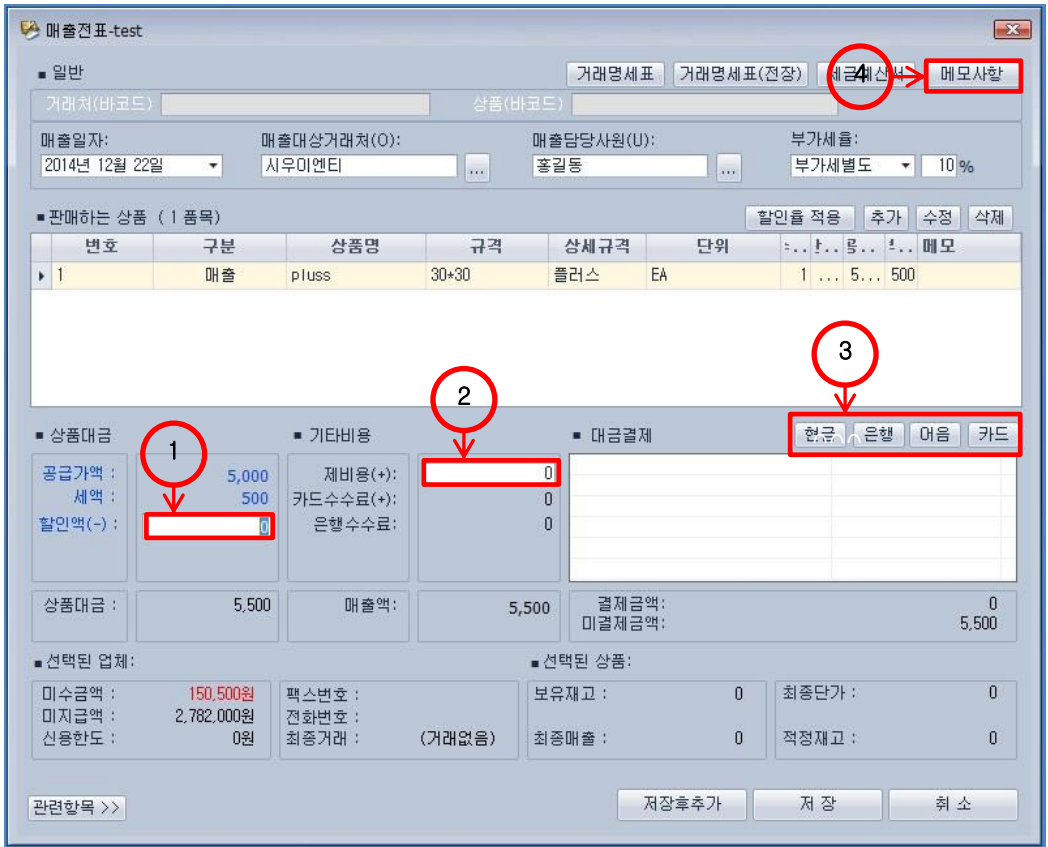 매출전표-test
■ 일반
거래명세표 거래명세표(전장) 4 메모사항
거래처(바코드) 상품(바코드)
매출일자: 매출대상거래처(O): 매출담당사원(U): 부가세율:
2014년 12월 22일 시우이엔티 ... 홍길동 ... 부가세별도 10 %
■ 판매하는 상품 ( 1 품목) 할인율 적용 추가 수정 삭제
번호 구분 상품명 규격 상세규격 단위 메모
1 매출 pluss 30*30 플러스 EA 1 ... 5... 500
3
2
1
■ 상품대금 ■ 기타비용 ■ 대금결제 현금 은행 어음 카드
공급가액 : 5,000 제비용(+): 0
세액 : 500 카드수수료(+): 0
할인액(-) : 0 은행수수료: 0
상품대금 : 5,500 매출액: 5,500 결제금액: 0
미결제금액: 5,500
■ 선택된 업체: ■ 선택된 상품:
미수금액 : 150,500원 팩스번호 : 보유재고 : 0 최종단가 : 0
미지급액 : 2,782,000원 전화번호 :
신용한도 : 0원 최종거래 : (거래없음) 최종매출 : 0 적정재고 : 0
관련항목 >> 저장후추가 저 장 취 소